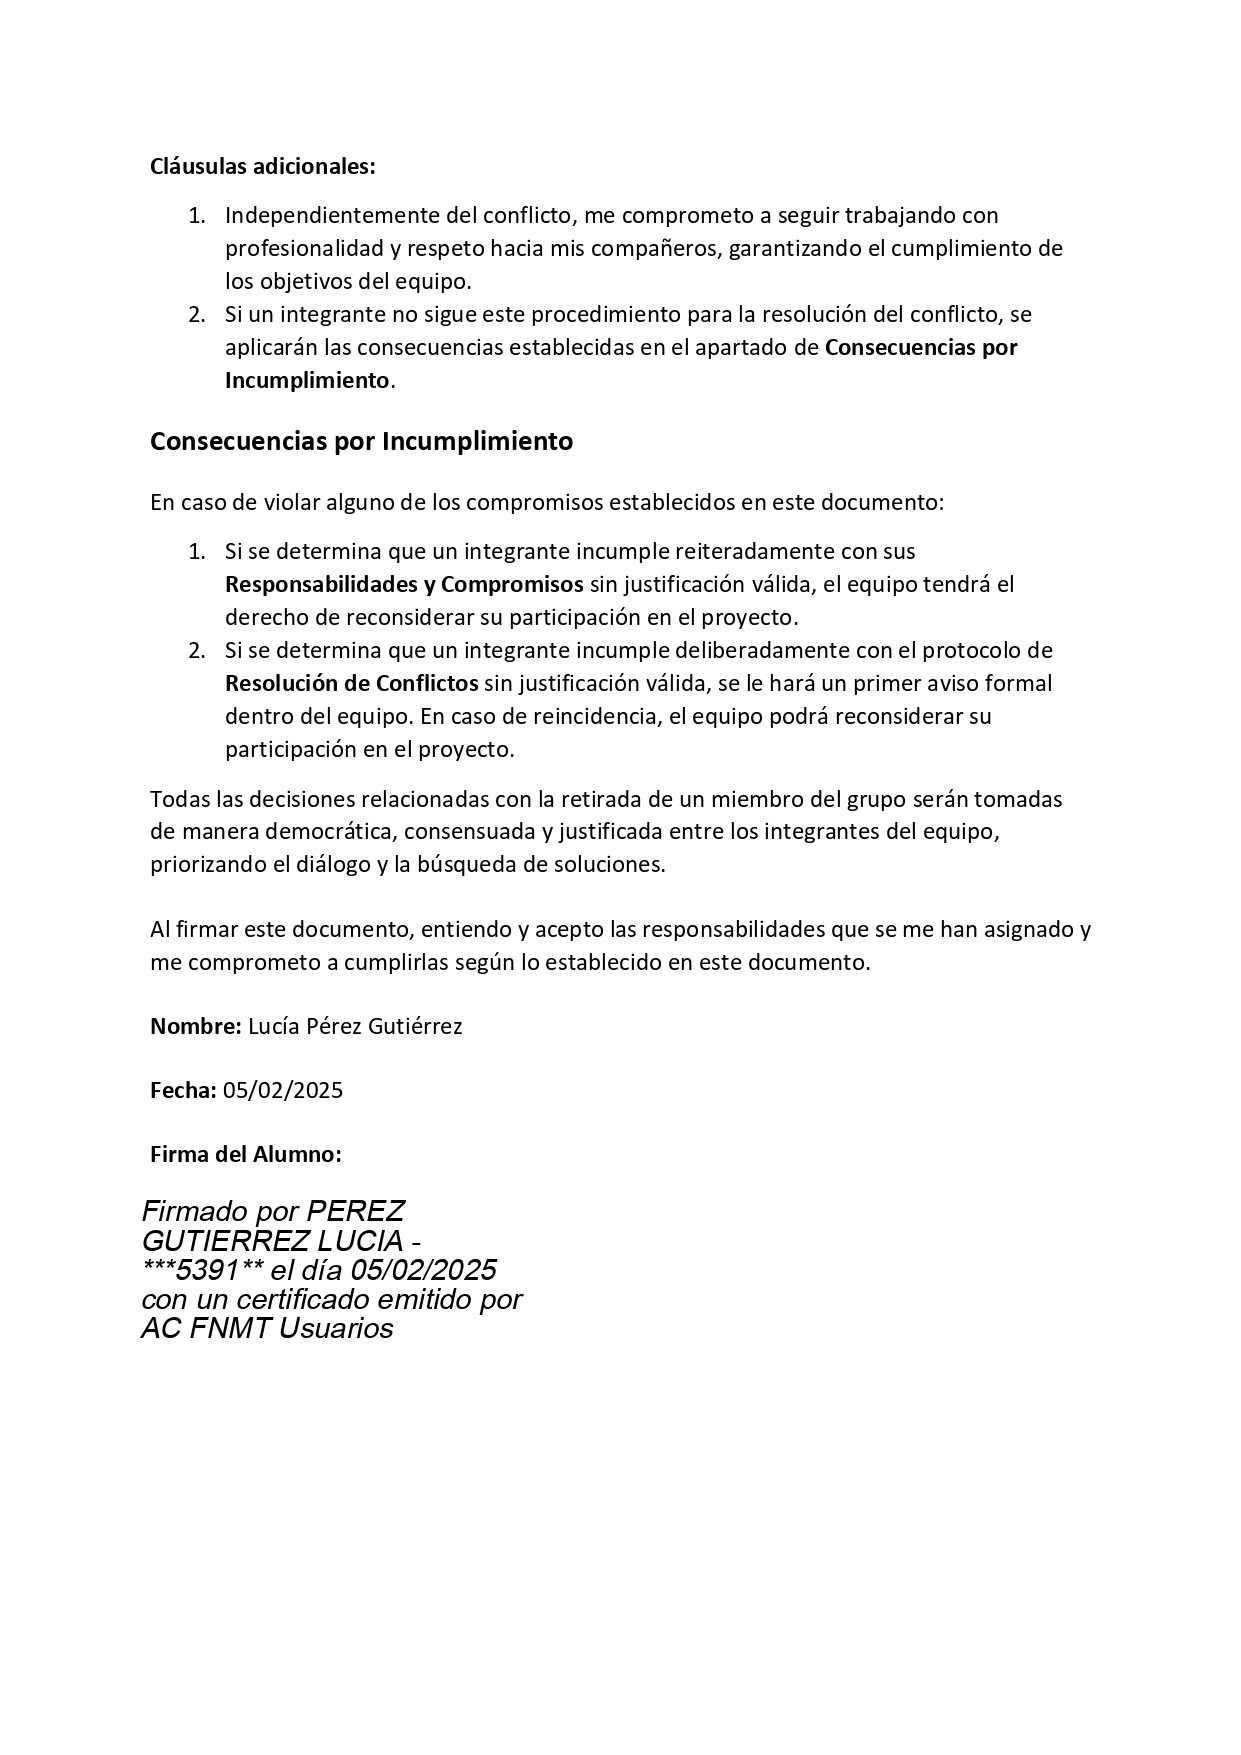 Cláusulas adicionales:
1. Independientemente del conflicto, me comprometo a seguir trabajando con
profesionalidad y respeto hacia mis compañeros, garantizando el cumplimiento de
los objetivos del equipo.
2. Si un integrante no sigue este procedimiento para la resolución del conflicto, se
aplicarán las consecuencias establecidas en el apartado de Consecuencias por
Incumplimiento.
Consecuencias por Incumplimiento
En caso de violar alguno de los compromisos establecidos en este documento:
1. Si se determina que un integrante incumple reiteradamente con sus
Responsabilidades y Compromisos sin justificación válida, el equipo tendrá el
derecho de reconsiderar su participación en el proyecto.
2. Si se determina que un integrante incumple deliberadamente con el protocolo de
Resolución de Conflictos sin justificación válida, se le hará un primer aviso formal
dentro del equipo. En caso de reincidencia, el equipo podrá reconsiderar su
participación en el proyecto.
Todas las decisiones relacionadas con la retirada de un miembro del grupo serán tomadas
de manera democrática, consensuada y justificada entre los integrantes del equipo,
priorizando el diálogo y la búsqueda de soluciones.
Al firmar este documento, entiendo y acepto las responsabilidades que se me han asignado y
me comprometo a cumplirlas según lo establecido en este documento.
Nombre: Lucía Pérez Gutiérrez
Fecha: 05/02/2025
Firma del Alumno:
Firmado por PEREZ
GUTIERREZ LUCIA -
***5391** el día 05/02/2025
con un certificado emitido por
AC FNMT Usuarios